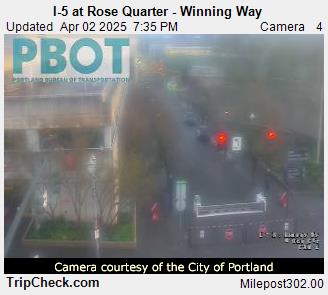 I-5 at Rose Quarter - Winning Way
Updated Apr 02 2025 7:35 PM Camera 4
PBOT
PORTLAND BUREAU OF TRANSPORTATION
Camera courtesy of the City of Portland
TripCheck.com Milepost302.00